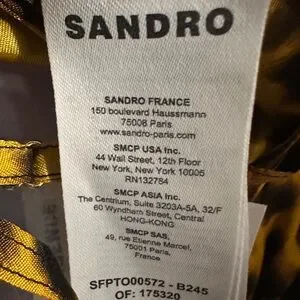 SANDRO
SANDRO FRANCE
150 boulevard Haussmann
75008 Paris
www.sandro-paris.com
SMCP USA Inc.
44 Wall Street, 12th Floor
New York, New York 10005
RN132764
SMCP ASIA Inc.
The Centrium, Suite 3203A-5A, 32/F
60 Wyndhern Street, Central
HONG-KONG
SMCP SAS,
49, rue Etienne Marcel,
75001 Paris,
France
SFPTO00572 - B245
OF: 175320